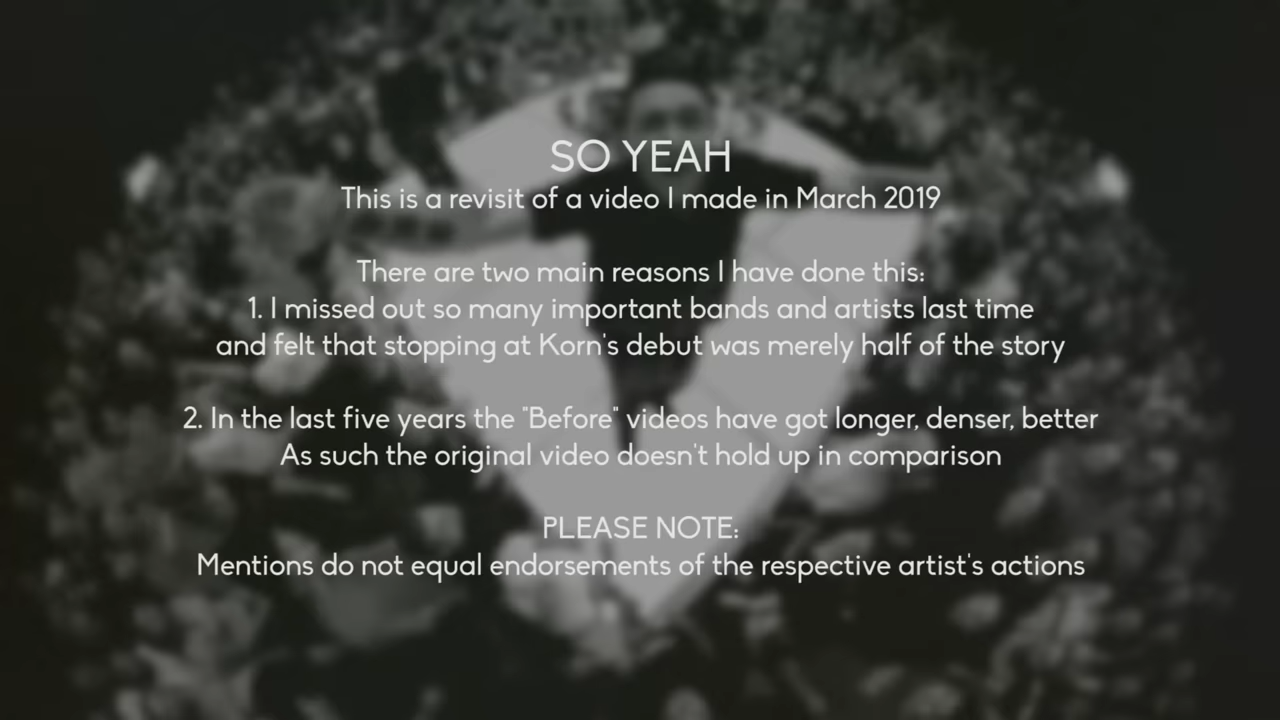 SO YEAH
This is a revisit of a video I made in March 2019
There are two main reasons I have done this:
1. I missed out so many important bands and artists last time
and felt that stopping at Korn's debut was merely half of the story
2. In the last five years the "Before" videos have got longer, denser, better
As such the original video doesn't hold up in comparison
PLEASE NOTE:
Mentions do not equal endorsements of the respective artist's actions